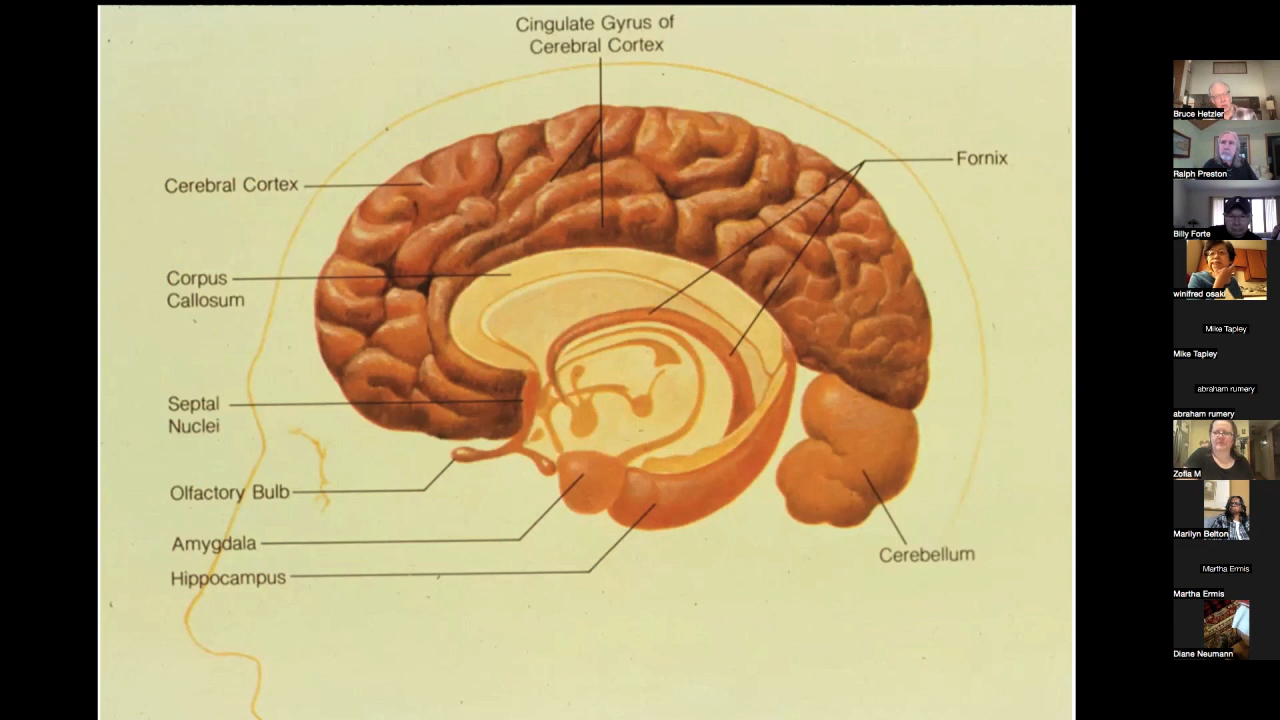 Cingulate Gyrus of
Cerebral Cortex
Fornix
Cerebral Cortex
Corpus
Callosum
Septal
Nuclei
Olfactory Bulb
Amygdala
Hippocampus
Cerebellum
Bruce Hetzler
Ralph Preston
Billy Forte
winifred osaki
Mike Tapley
Mike Tapley
abraham rumery
abraham rumery
Zofia M
Marilyn Belton
Martha Ermis
Martha Ermis
Diane Neumann